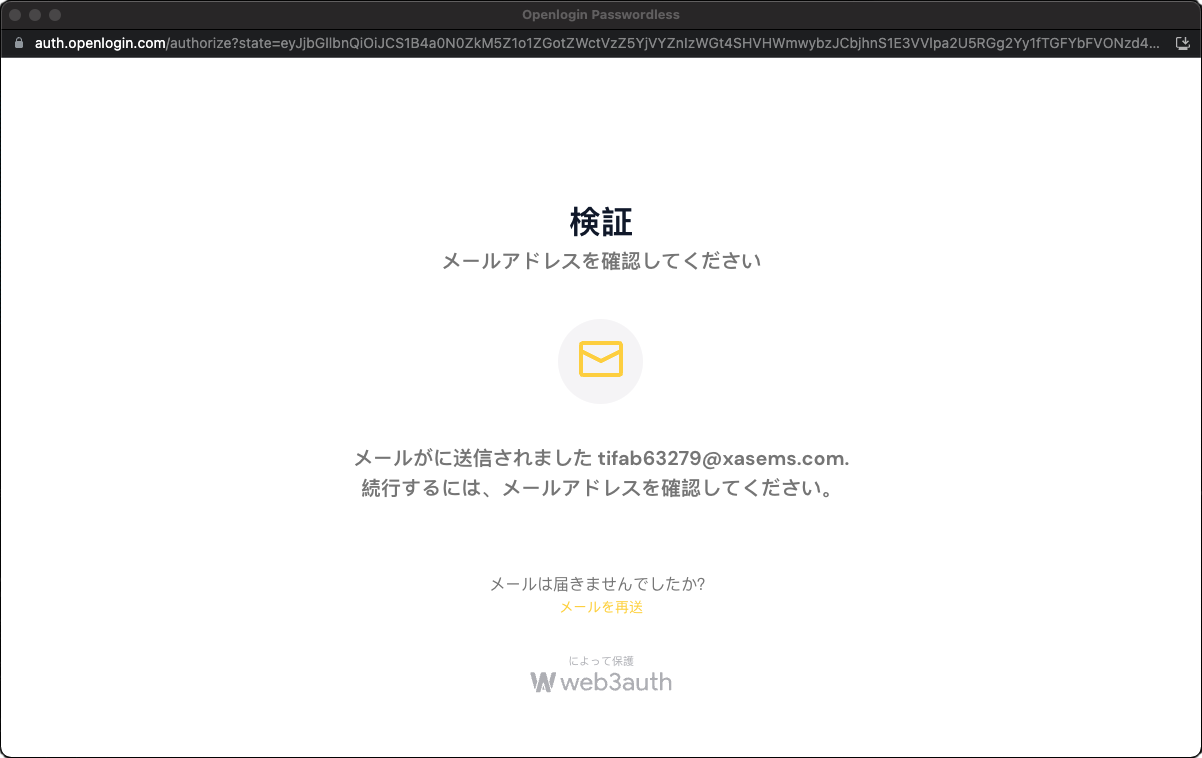 Openlogin Passwordless
auth.openlogin.com/authorize?state=eyJjbGllbnQiOiJCS1B4a0N0ZkM5Z1o1ZGotZWctVzZ5YjVYZnIzWGt4SHVHWmwybzJCbjhnS1E3VVlpa2U5RGg2Yy1fTGFYbFVONzd4...
検証
メールアドレスを確認してください
メールがに送信されました tifab63279@xasems.com.
続行するには、メールアドレスを確認してください。
メールは届きませんでしたか?
メールを再送
によって保護
web3auth